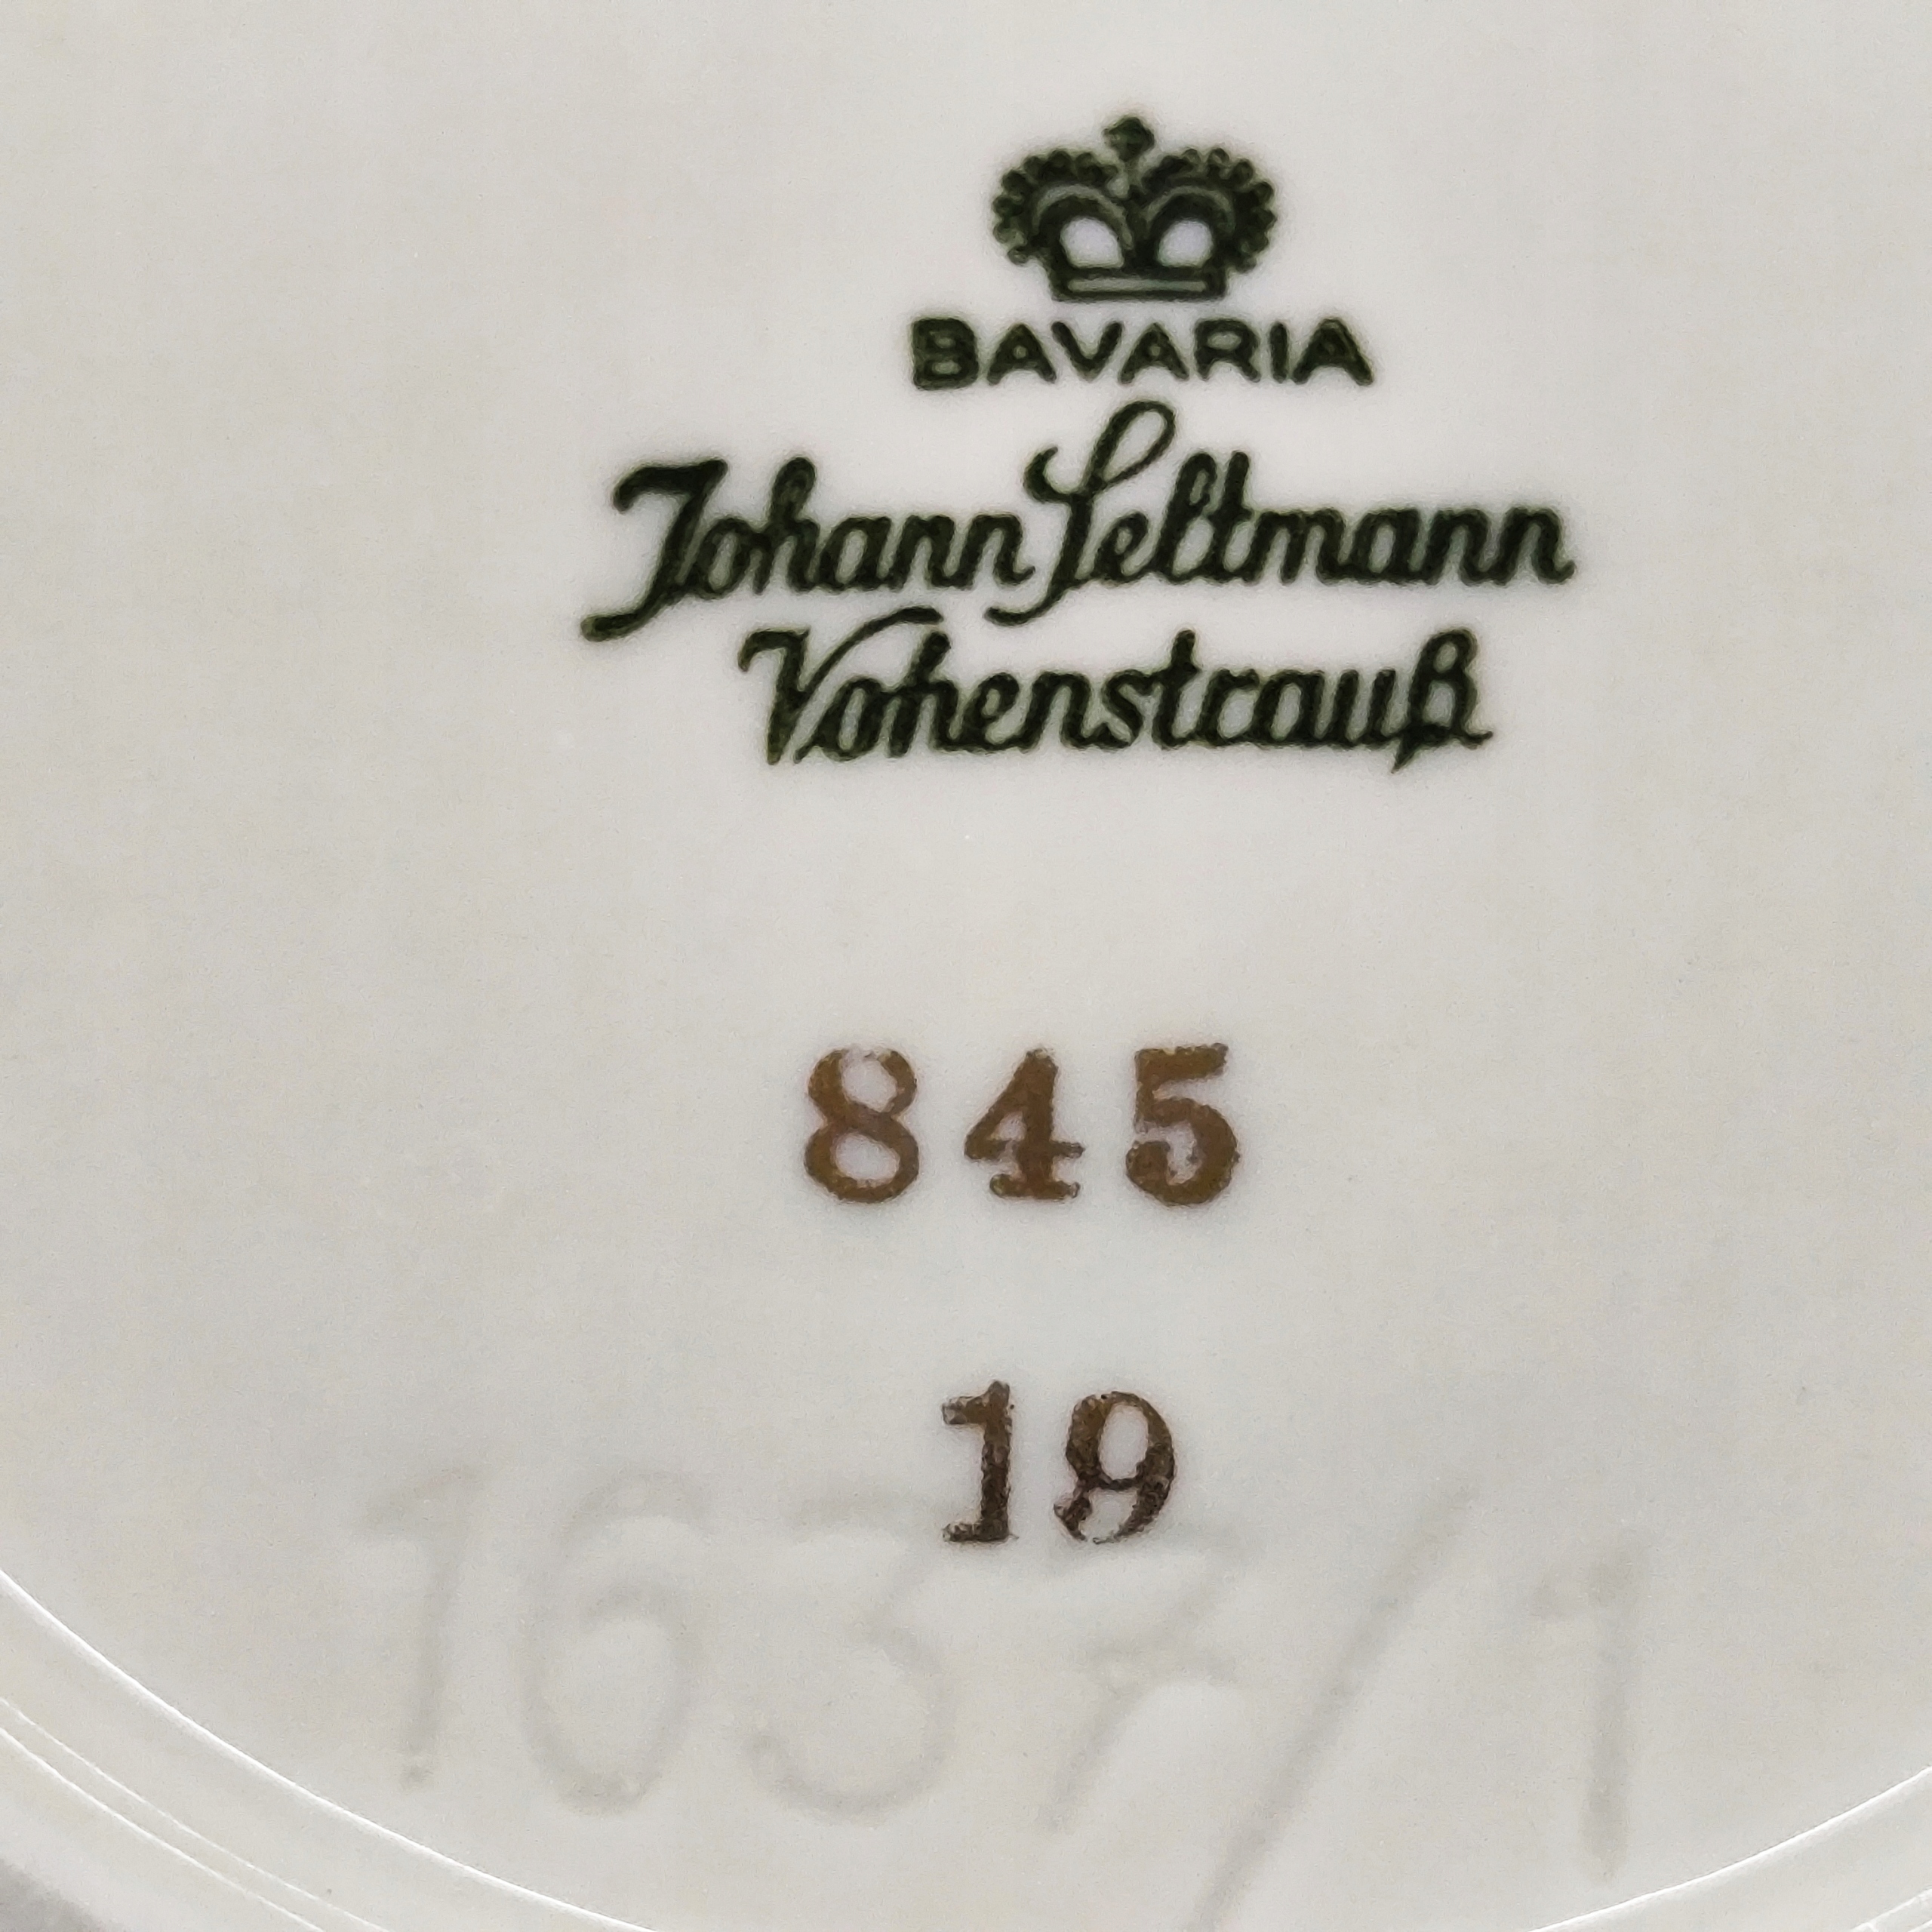 BAVARIA
Johann Seltmann
Vohenstrauß
845
19
1637/1